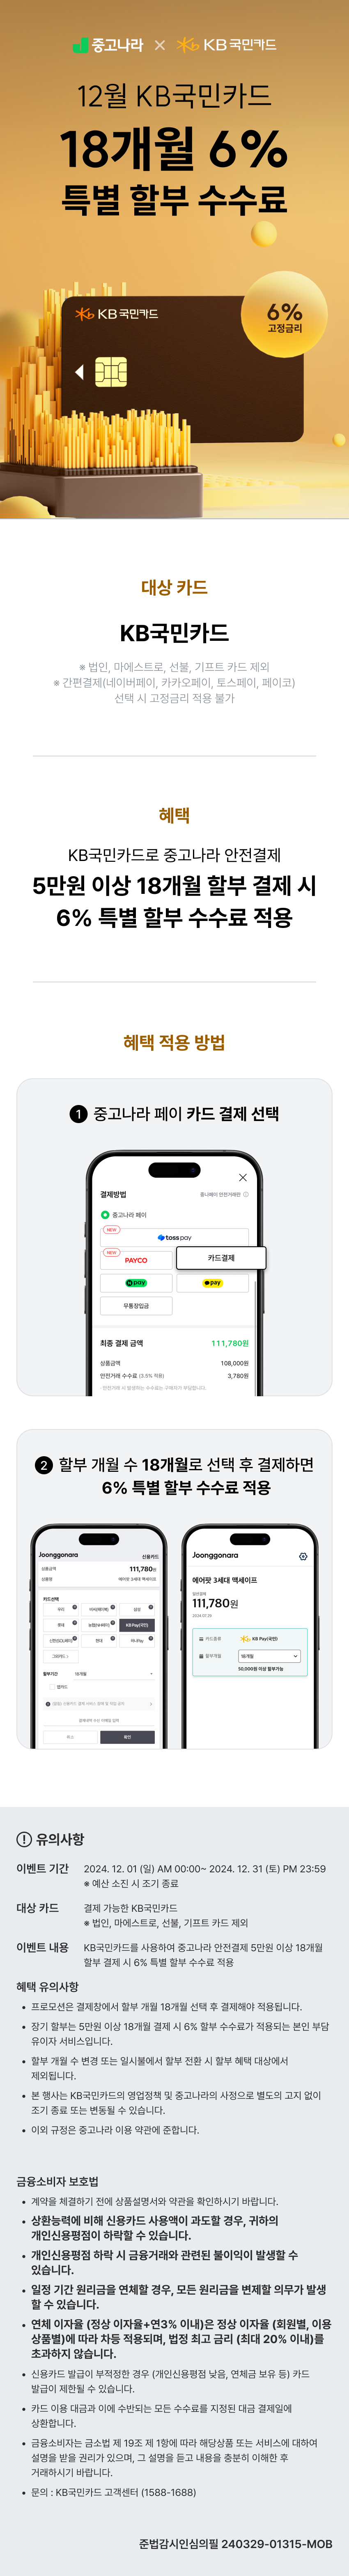 중고나라 × KB국민카드
12월 KB국민카드
18개월 6%
특별 할부 수수료
6%
고정금리
KB국민카드
대상 카드
KB국민카드
※ 법인, 마에스트로, 선불, 기프트 카드 제외
※ 간편결제(네이버페이, 카카오페이, 토스페이, 페이코)
선택 시 고정금리 적용 불가
혜택
KB국민카드로 중고나라 안전결제
5만원 이상 18개월 할부 결제 시
6% 특별 할부 수수료 적용
혜택 적용 방법
1 중고나라 페이 카드 결제 선택
결제방법
중고나라 페이
NEW
toss pay
NEW
PAYCO
카드결제
N pay
pay
무통장입금
최종 결제 금액 111,780원
상품금액 108,000원
안전거래 수수료 (3.5% 적용) 3,780원
2 할부 개월 수 18개월로 선택 후 결제하면
6% 특별 할부 수수료 적용
Joonggonara 신용카드
상품금액 111,780원
상품명 에어팟 3세대 맥세이프
카드선택
우리
삼성
롯데
KB Pay(국민)
현대
하나Pay
할부기간 18개월
취소
확인
Joonggonara
에어팟 3세대 맥세이프
일반결제
111,780원
카드종류 KB Pay(국민)
할부개월 18개월
50,000원 이상 할부가능
유의사항
이벤트 기간 2024. 12. 01 (일) AM 00:00~ 2024. 12. 31 (토) PM 23:59
※ 예산 소진 시 조기 종료
대상 카드 결제 가능한 KB국민카드
※ 법인, 마에스트로, 선불, 기프트 카드 제외
이벤트 내용 KB국민카드를 사용하여 중고나라 안전결제 5만원 이상 18개월
할부 결제 시 6% 특별 할부 수수료 적용
혜택 유의사항
• 프로모션은 결제창에서 할부 개월 18개월 선택 후 결제해야 적용됩니다.
• 장기 할부는 5만원 이상 18개월 결제 시 6% 할부 수수료가 적용되는 본인 부담
유이자 서비스입니다.
• 할부 개월 수 변경 또는 일시불에서 할부 전환 시 할부 혜택 대상에서
제외됩니다.
• 본 행사는 KB국민카드의 영업정책 및 중고나라의 사정으로 별도의 고지 없이
조기 종료 또는 변동될 수 있습니다.
• 이외 규정은 중고나라 이용 약관에 준합니다.
금융소비자 보호법
• 계약을 체결하기 전에 상품설명서와 약관을 확인하시기 바랍니다.
• 상환능력에 비해 신용카드 사용액이 과도할 경우, 귀하의
개인신용평점이 하락할 수 있습니다.
• 개인신용평점 하락 시 금융거래와 관련된 불이익이 발생할 수
있습니다.
• 일정 기간 원리금을 연체할 경우, 모든 원리금을 변제할 의무가 발생
할 수 있습니다.
• 연체 이자율 (정상 이자율+연3% 이내)은 정상 이자율 (회원별, 이용
상품별)에 따라 차등 적용되며, 법정 최고 금리 (최대 20% 이내)를
초과하지 않습니다.
• 신용카드 발급이 부적정한 경우 (개인신용평점 낮음, 연체금 보유 등) 카드
발급이 제한될 수 있습니다.
• 카드 이용 대금과 이에 수반되는 모든 수수료를 지정된 대금 결제일에
상환합니다.
• 금융소비자는 금소법 제 19조 제 1항에 따라 해당상품 또는 서비스에 대하여
설명을 받을 권리가 있으며, 그 설명을 듣고 내용을 충분히 이해한 후
거래하시기 바랍니다.
• 문의 : KB국민카드 고객센터 (1588-1688)
준법감시인심의필 240329-01315-MOB